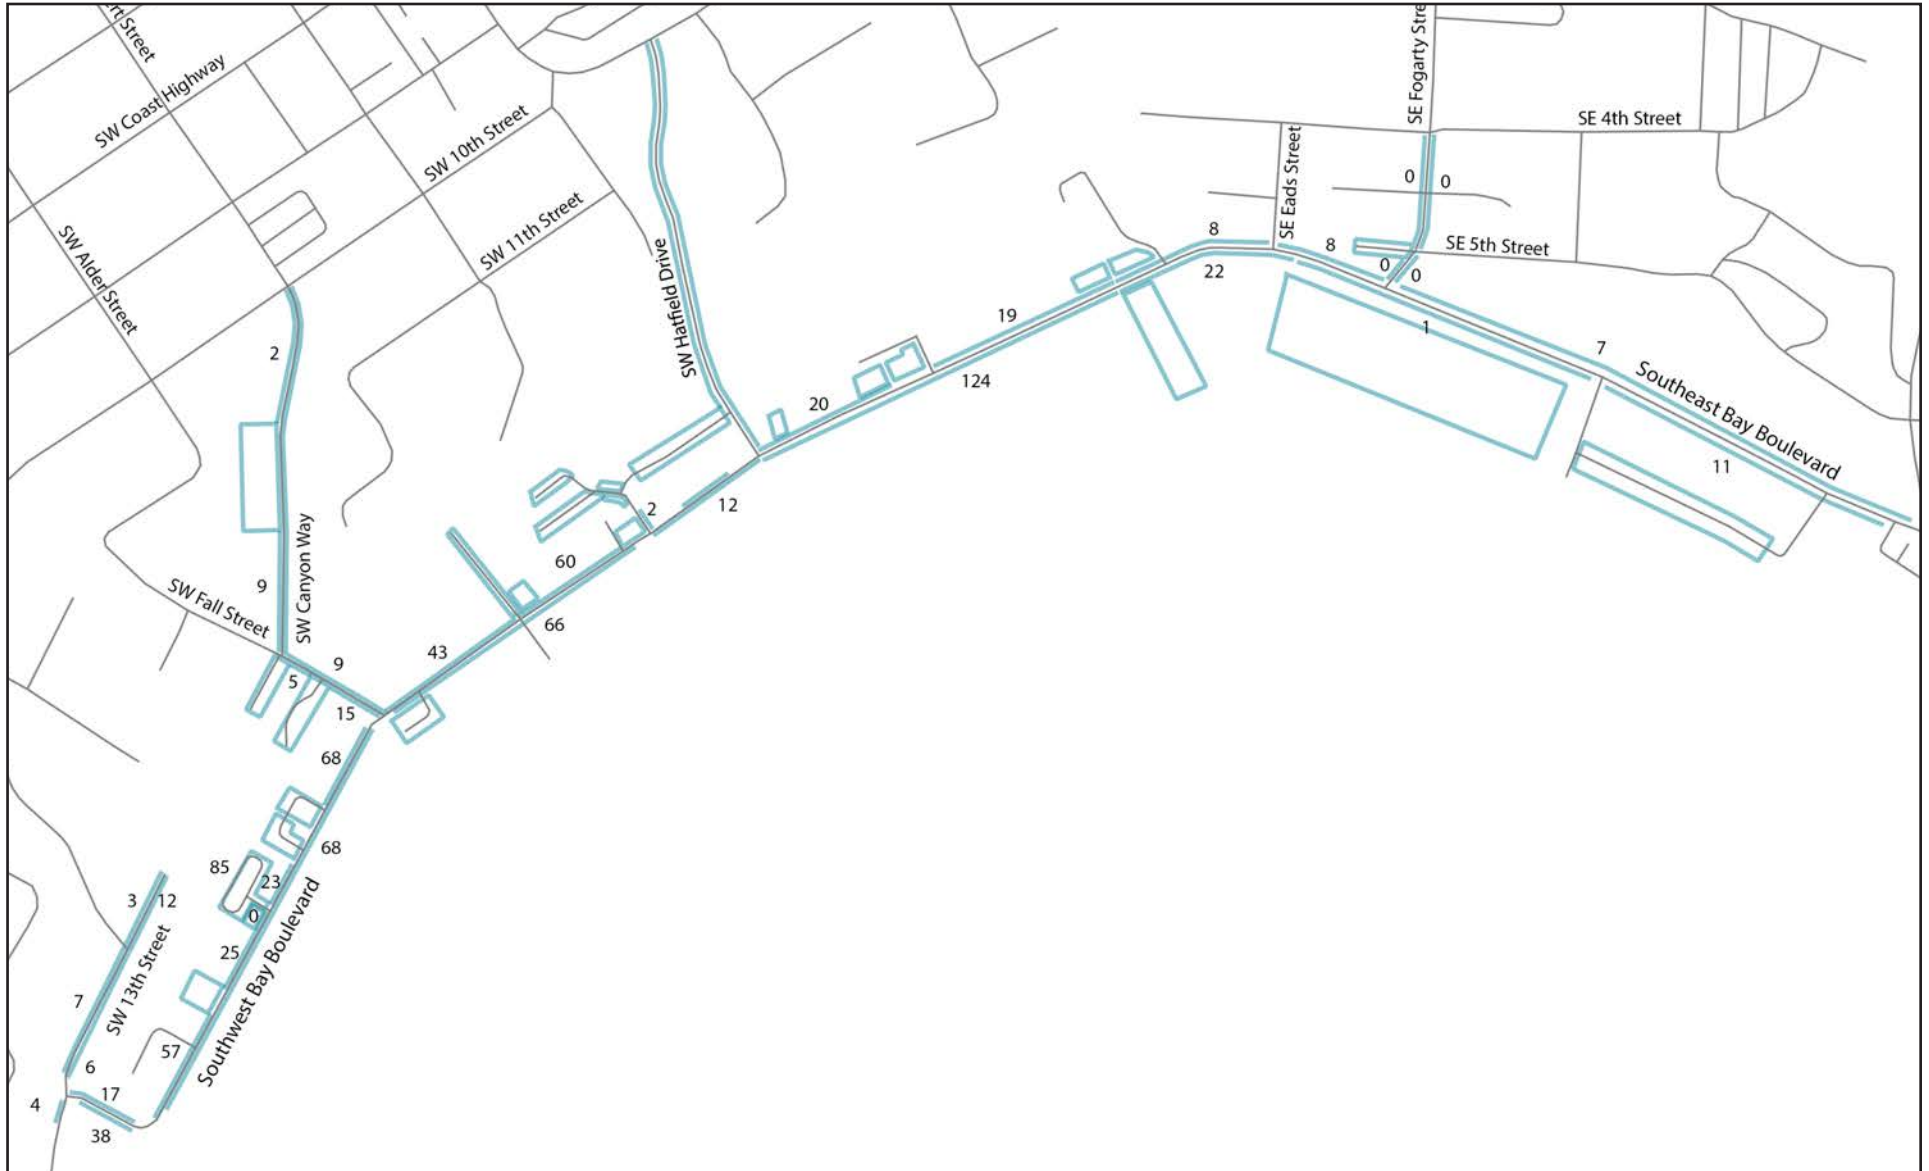 ert Street
SW Coast Highway
SW 10th Street
SW 11th Street
SW Alder Street
SW Hatfield Drive
SE Fogarty Stre
SE 4th Street
SE Eads Street
SE 5th Street
0
0
0
0
8
8
22
1
7
Southeast Bay Boulevard
11
19
124
20
12
2
60
66
43
2
9
SW Canyon Way
SW Fall Street
9
5
15
68
68
85
23
0
25
57
Southwest Bay Boulevard
3
12
SW 13th Street
7
6
17
4
38